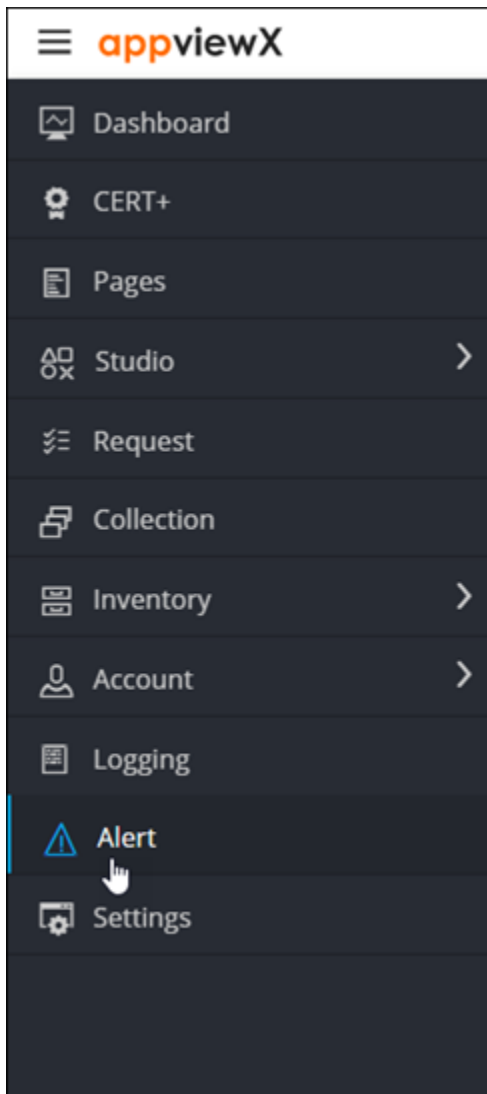 appviewX
Dashboard
CERT+
Pages
Studio
Request
Collection
Inventory
Account
Logging
Alert
Settings